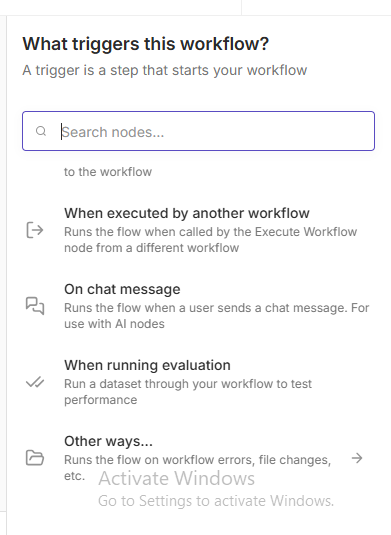 What triggers this workflow?
A trigger is a step that starts your workflow
Search nodes...
to the workflow
When executed by another workflow
Runs the flow when called by the Execute Workflow
node from a different workflow
On chat message
Runs the flow when a user sends a chat message. For
use with AI nodes
When running evaluation
Run a dataset through your workflow to test
performance
Other ways...
Runs the flow on workflow errors, file changes,
etc.
Activate Windows
Go to Settings to activate Windows.